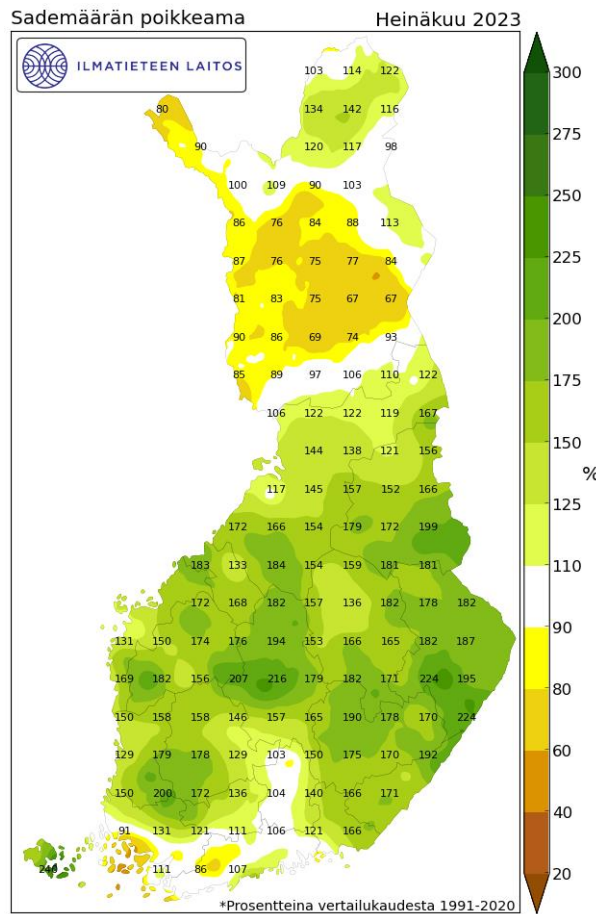 Sademäärän poikkeama Heinäkuu 2023
ILMATIETEEN LAITOS
103 114 122
80 134 142 116
90 120 117 98
100 109 90 103
86 76 84 88 113
87 76 75 77 84
81 83 75 67 67
90 86 69 74 93
85 89 97 106 110 122
106 122 122 119 167
144 138 121 156
117 145 157 152 166
172 166 154 179 172 199
183 133 184 154 159 181 181
172 168 182 157 136 182 178 182
131 150 174 176 194 153 166 165 182 187
169 182 156 207 216 179 182 171 224 195
150 158 158 146 157 165 190 178 170 224
129 179 178 129 103 150 175 170 192
150 200 172 136 104 140 166 171
91 131 121 111 106 121 166
111 86 107
300
275
250
225
200
175
150
%
125
110
90
80
60
40
20
*Prosentteina vertailukaudesta 1991-2020